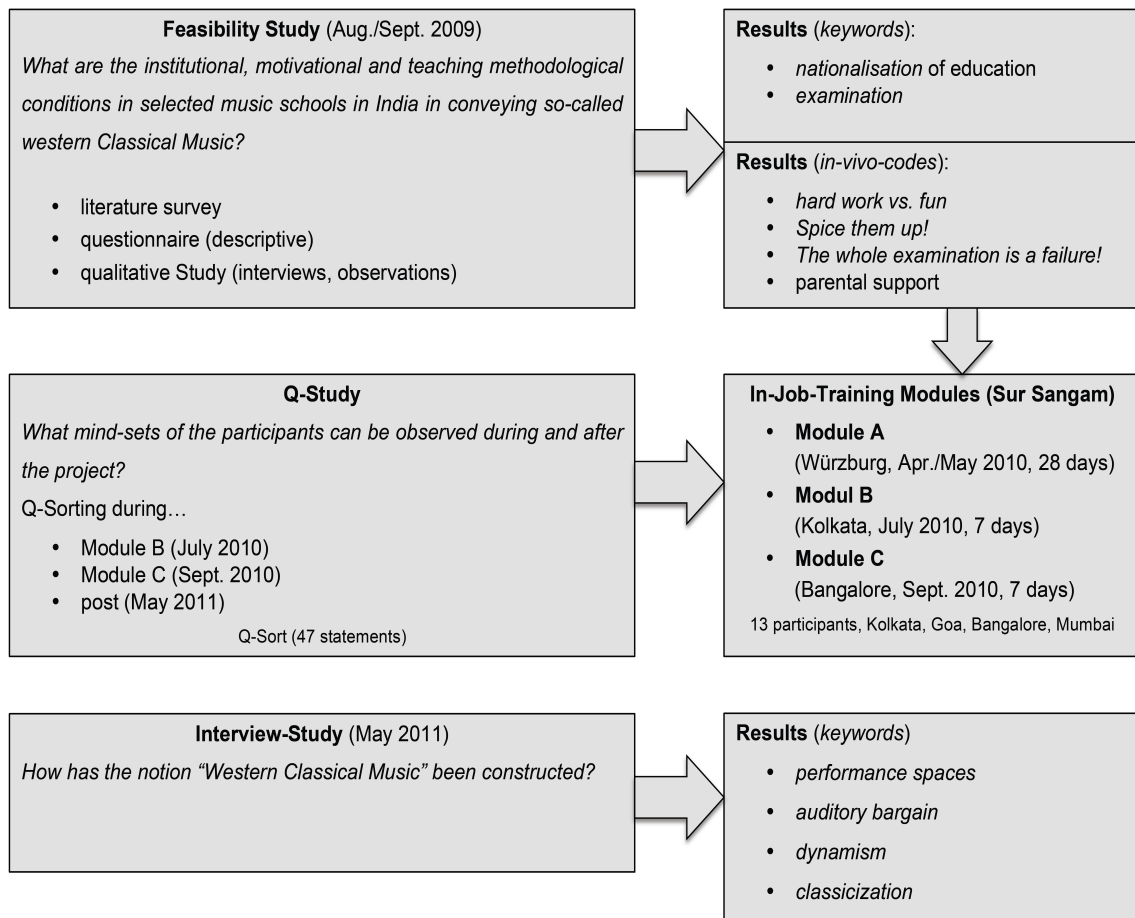 Feasibility Study (Aug./Sept. 2009)
What are the institutional, motivational and teaching methodological
conditions in selected music schools in India in conveying so-called
western Classical Music?
• literature survey
• questionnaire (descriptive)
• qualitative Study (interviews, observations)
Results (keywords):
• nationalisation of education
• examination
Results (in-vivo-codes):
• hard work vs. fun
• Spice them up!
• The whole examination is a failure!
• parental support
Q-Study
What mind-sets of the participants can be observed during and after
the project?
Q-Sorting during…
• Module B (July 2010)
• Module C (Sept. 2010)
• post (May 2011)
Q-Sort (47 statements)
In-Job-Training Modules (Sur Sangam)
• Module A
(Würzburg, Apr./May 2010, 28 days)
• Modul B
(Kolkata, July 2010, 7 days)
• Module C
(Bangalore, Sept. 2010, 7 days)
13 participants, Kolkata, Goa, Bangalore, Mumbai
Interview-Study (May 2011)
How has the notion “Western Classical Music” been constructed?
Results (keywords)
• performance spaces
• auditory bargain
• dynamism
• classicization